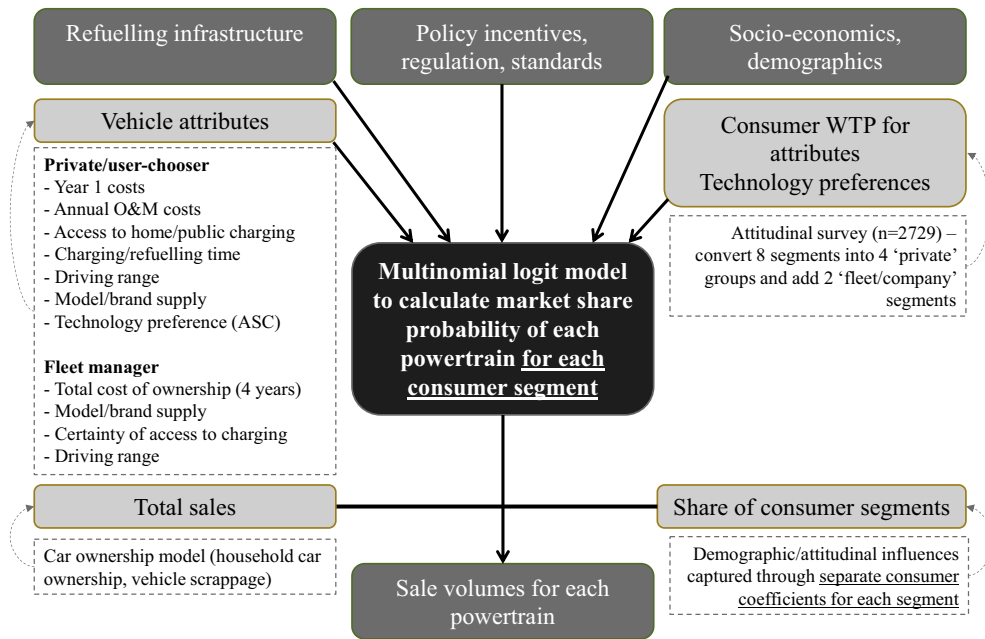 Refuelling infrastructure
Policy incentives,
regulation, standards
Socio-economics,
demographics
Vehicle attributes
Private/user-chooser
- Year 1 costs
- Annual O&M costs
- Access to home/public charging
- Charging/refuelling time
- Driving range
- Model/brand supply
- Technology preference (ASC)
Fleet manager
- Total cost of ownership (4 years)
- Model/brand supply
- Certainty of access to charging
- Driving range
Consumer WTP for
attributes
Technology preferences
Attitudinal survey (n=2729) –
convert 8 segments into 4 ‘private’
groups and add 2 ‘fleet/company’
segments
Multinomial logit model
to calculate market share
probability of each
powertrain for each
consumer segment
Total sales
Car ownership model (household car
ownership, vehicle scrappage)
Share of consumer segments
Demographic/attitudinal influences
captured through separate consumer
coefficients for each segment
Sale volumes for each
powertrain